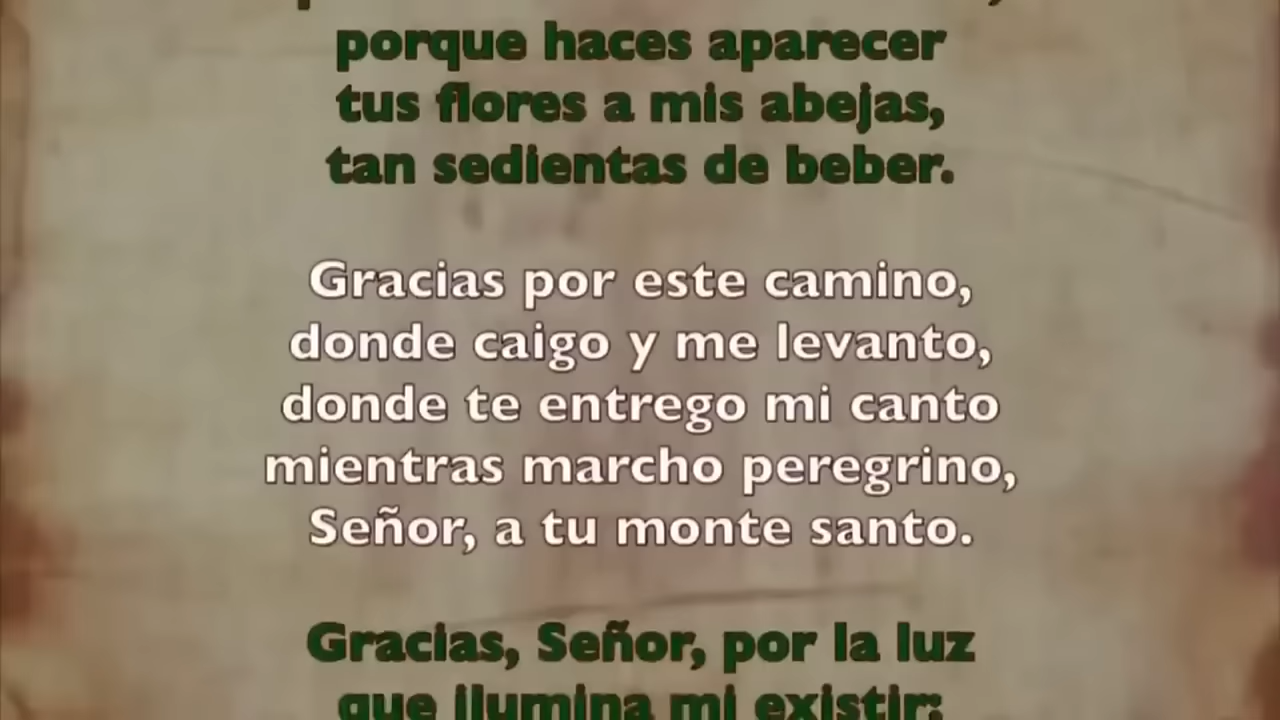 porque haces aparecer
tus flores a mis abejas,
tan sedientas de beber.
Gracias por este camino,
donde caigo y me levanto,
donde te entrego mi canto
mientras marcho peregrino,
Señor, a tu monte santo.
Gracias, Señor, por la luz
que ilumina mi existir;